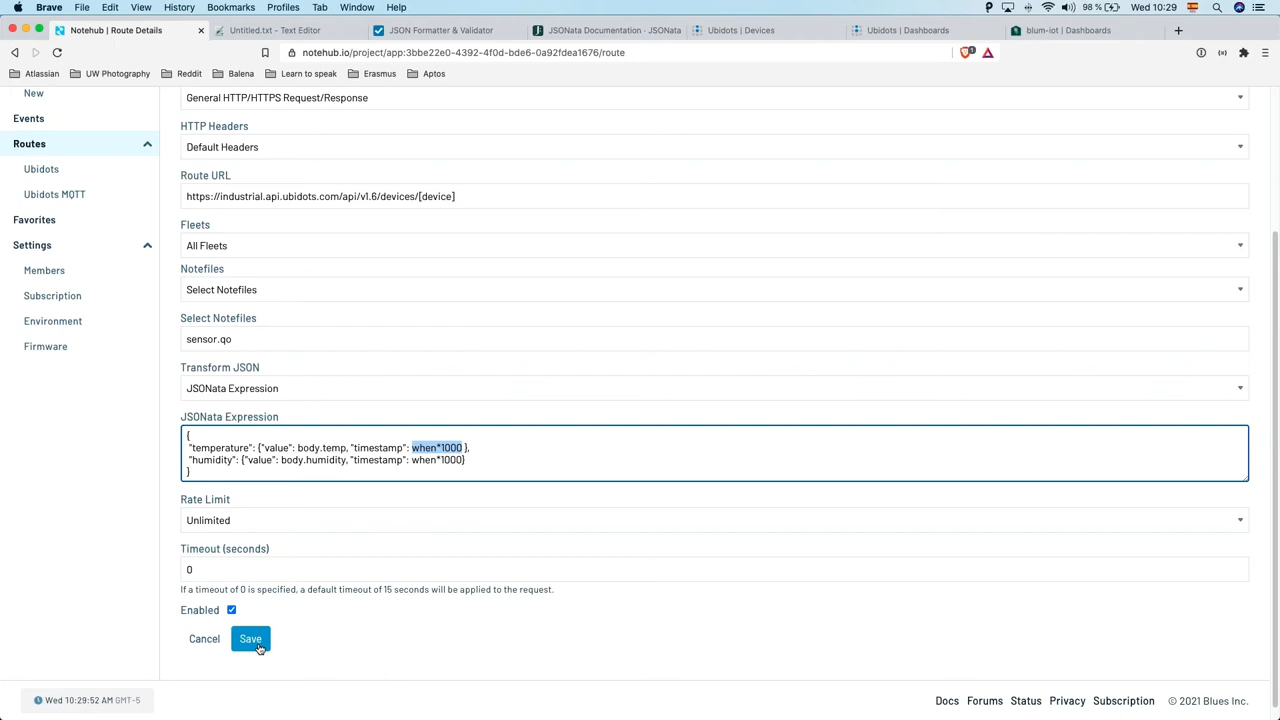 Brave File Edit View History Bookmarks Profiles Tab Window Help 98 % Wed 10:29
Notehub | Route Details Untitled.txt - Text Editor JSON Formatter & Validator JSONata Documentation · JSONata Ubidots | Devices Ubidots | Dashboards blum-iot | Dashboards
notehub.io/project/app:3bbe22e0-4392-4f0d-bde6-0a92fdea1676/route 1
Atlassian UW Photography Reddit Balena Learn to speak Erasmus Aptos
New
Events
Routes
Ubidots
Ubidots MQTT
Favorites
Settings
Members
Subscription
Environment
Firmware
General HTTP/HTTPS Request/Response
HTTP Headers
Default Headers
Route URL
https://industrial.api.ubidots.com/api/v1.6/devices/[device]
Fleets
All Fleets
Notefiles
Select Notefiles
Select Notefiles
sensor.qo
Transform JSON
JSONata Expression
JSONata Expression
{
"temperature": {"value": body.temp, "timestamp": when*1000 },
"humidity": {"value": body.humidity, "timestamp": when*1000}
}
Rate Limit
Unlimited
Timeout (seconds)
0
If a timeout of 0 is specified, a default timeout of 15 seconds will be applied to the request.
Enabled
Cancel Save
Wed 10:29:52 AM GMT-5
Docs Forums Status Privacy Subscription © 2021 Blues Inc.